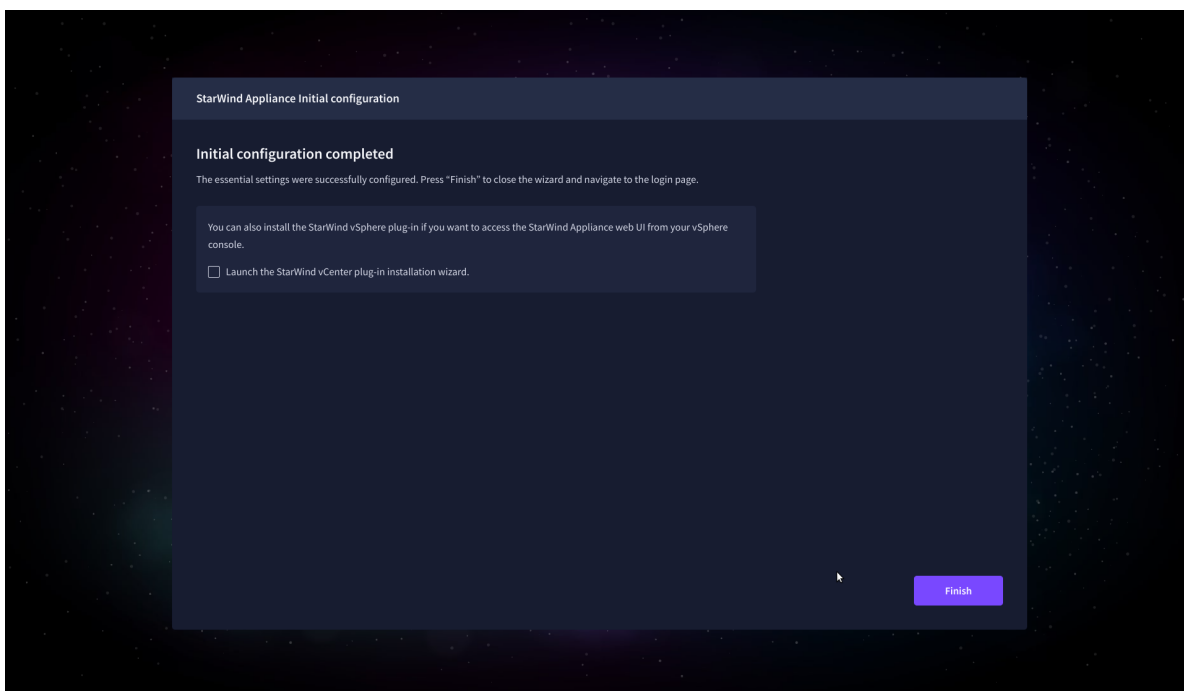 StarWind Appliance Initial configuration
Initial configuration completed
The essential settings were successfully configured. Press “Finish” to close the wizard and navigate to the login page.
You can also install the StarWind vSphere plug-in if you want to access the StarWind Appliance web UI from your vSphere
console.
Launch the StarWind vCenter plug-in installation wizard.
Finish